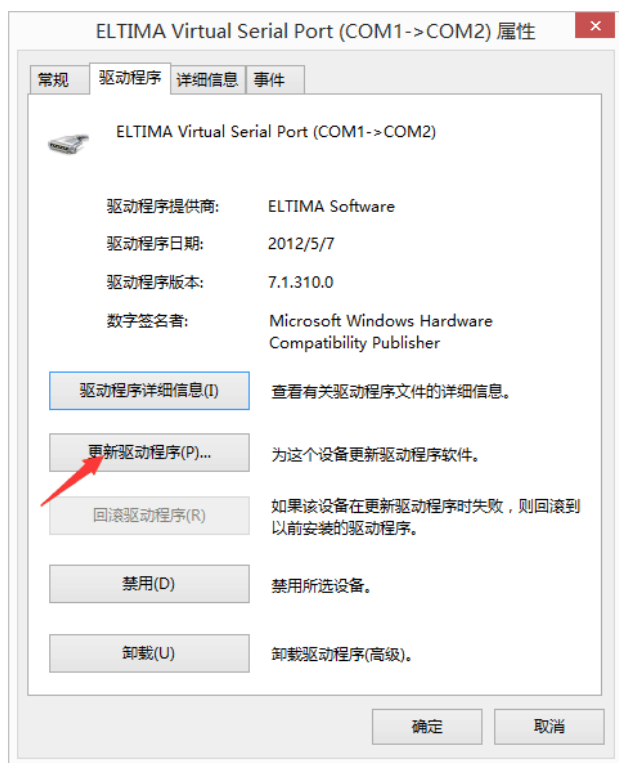 ELTIMA Virtual Serial Port (COM1->COM2) 属性
×
常规 驱动程序 详细信息 事件
ELTIMA Virtual Serial Port (COM1->COM2)
驱动程序提供商: ELTIMA Software
驱动程序日期: 2012/5/7
驱动程序版本: 7.1.310.0
数字签名者: Microsoft Windows Hardware
Compatibility Publisher
驱动程序详细信息(I) 查看有关驱动程序文件的详细信息。
更新驱动程序(P)... 为这个设备更新驱动程序软件。
回滚驱动程序(R) 如果该设备在更新驱动程序时失败，则回滚到
以前安装的驱动程序。
禁用(D) 禁用所选设备。
卸载(U) 卸载驱动程序(高级)。
确定 取消